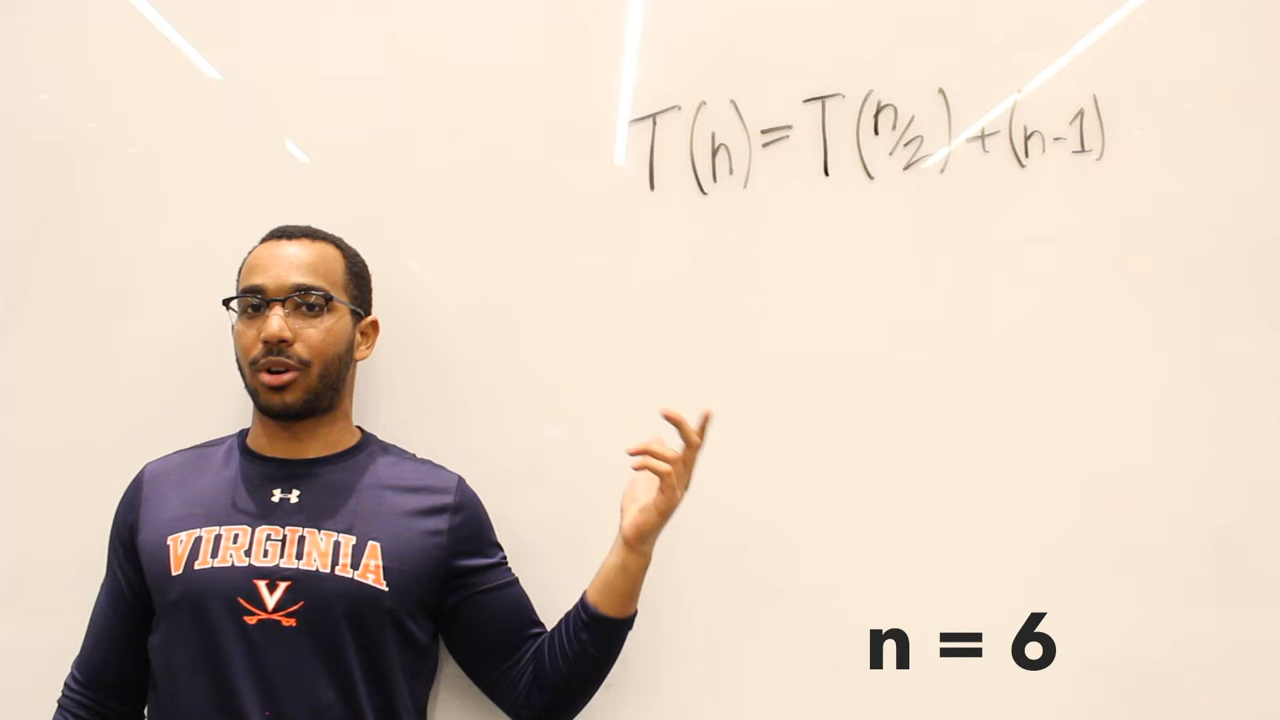 T(n)=T(n/2)+(n-1)
VIRGINIA
V
n = 6